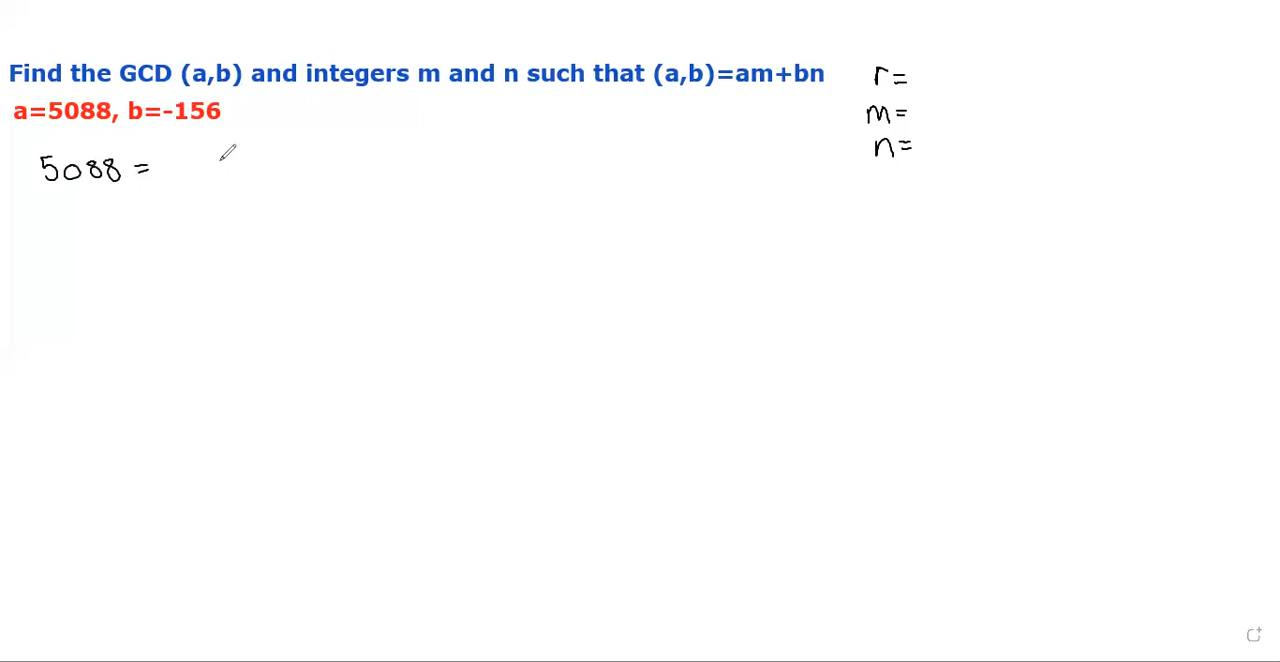 Find the GCD (a,b) and integers m and n such that (a,b)=am+bn
a=5088, b=-156
5088 =
r =
m =
n =